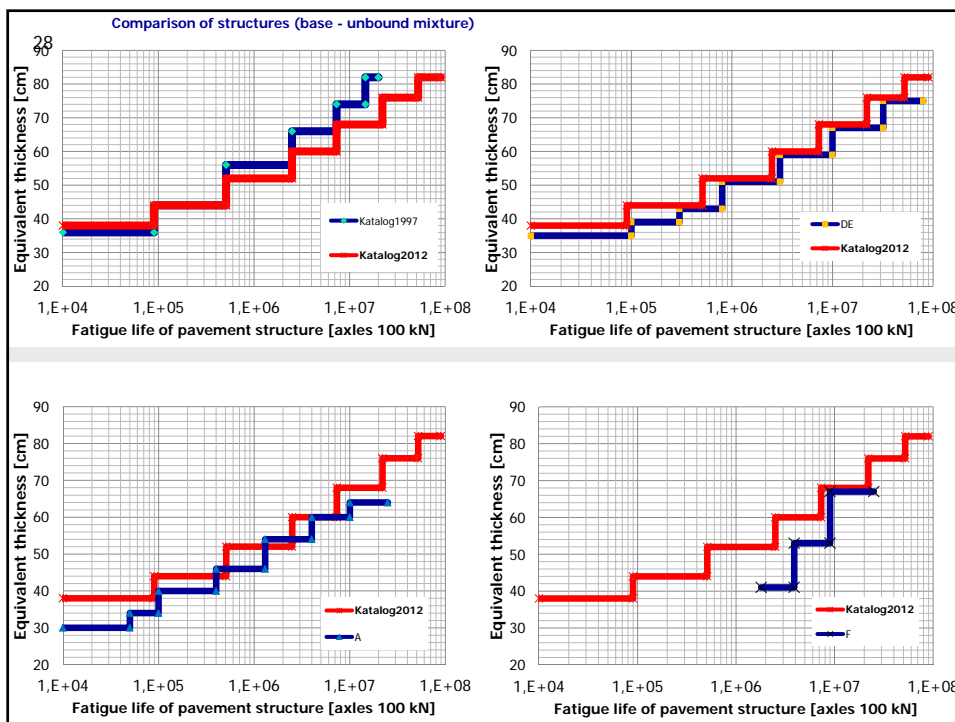 Comparison of structures (base - unbound mixture)
28
Equivalent thickness [cm]
90
80
70
60
50
40
30
20
Katalog1997
Katalog2012
1,E+04 1,E+05 1,E+06 1,E+07 1,E+08
Fatigue life of pavement structure [axles 100 kN]
Equivalent thickness [cm]
90
80
70
60
50
40
30
20
DE
Katalog2012
1,E+04 1,E+05 1,E+06 1,E+07 1,E+08
Fatigue life of pavement structure [axles 100 kN]
Equivalent thickness [cm]
90
80
70
60
50
40
30
20
Katalog2012
A
1,E+04 1,E+05 1,E+06 1,E+07 1,E+08
Fatigue life of pavement structure [axles 100 kN]
Equivalent thickness [cm]
90
80
70
60
50
40
30
20
Katalog2012
F
1,E+04 1,E+05 1,E+06 1,E+07 1,E+08
Fatigue life of pavement structure [axles 100 kN]